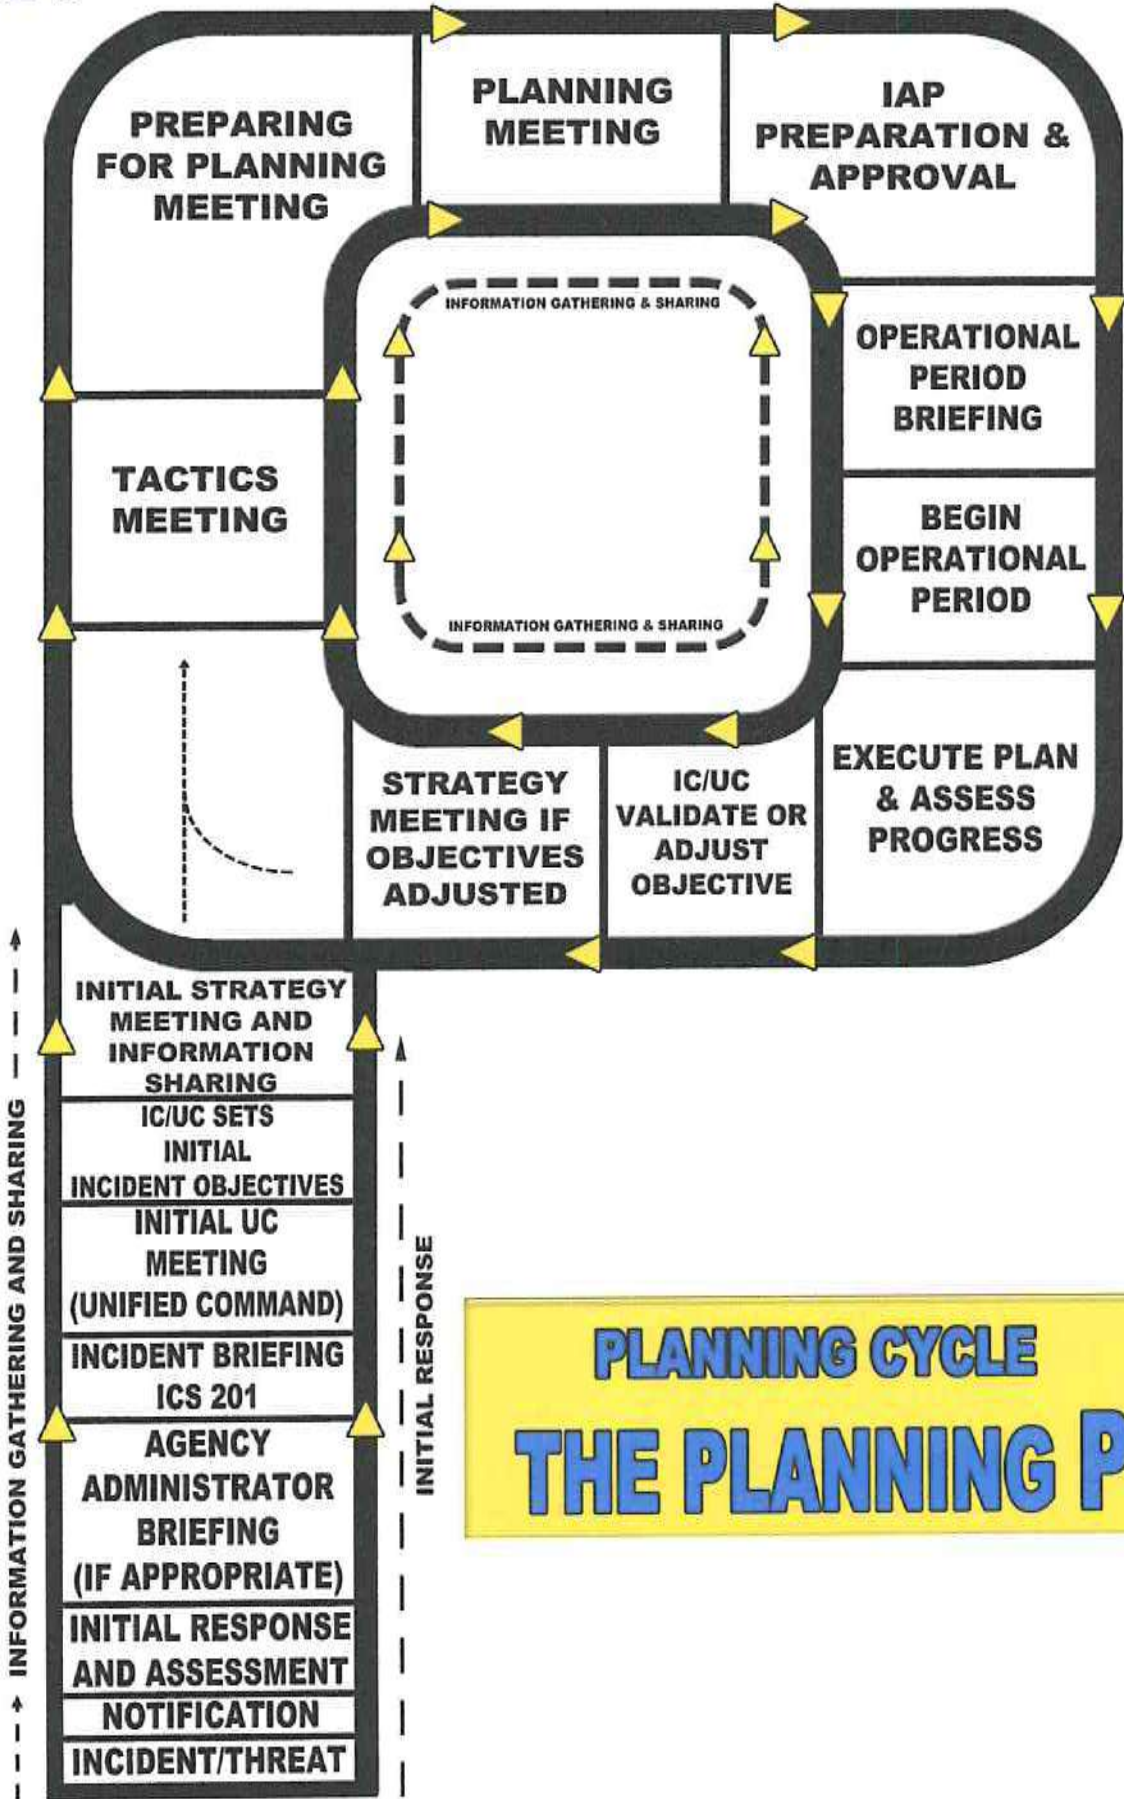 PREPARING
FOR PLANNING
MEETING
PLANNING
MEETING
IAP
PREPARATION &
APPROVAL
INFORMATION GATHERING & SHARING
OPERATIONAL
PERIOD
BRIEFING
TACTICS
MEETING
BEGIN
OPERATIONAL
PERIOD
INFORMATION GATHERING & SHARING
STRATEGY
MEETING IF
OBJECTIVES
ADJUSTED
IC/UC
VALIDATE OR
ADJUST
OBJECTIVE
EXECUTE PLAN
& ASSESS
PROGRESS
INITIAL STRATEGY
MEETING AND
INFORMATION
SHARING
IC/UC SETS
INITIAL
INCIDENT OBJECTIVES
INITIAL UC
MEETING
(UNIFIED COMMAND)
INCIDENT BRIEFING
ICS 201
AGENCY
ADMINISTRATOR
BRIEFING
(IF APPROPRIATE)
INITIAL RESPONSE
AND ASSESSMENT
NOTIFICATION
INCIDENT/THREAT
INFORMATION GATHERING AND SHARING
INITIAL RESPONSE
PLANNING CYCLE
THE PLANNING P